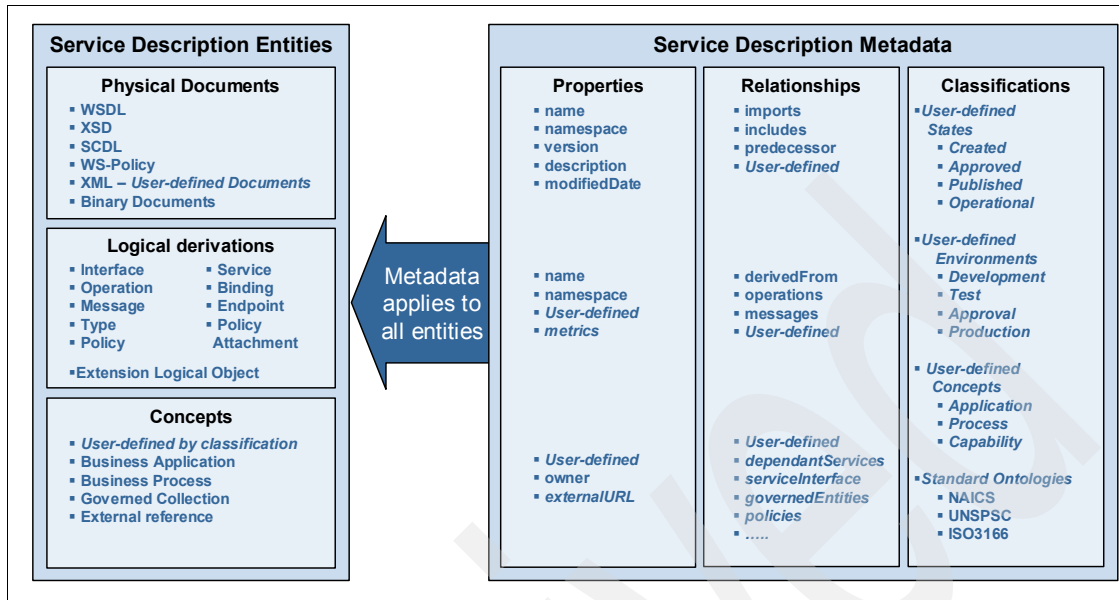 Service Description Entities
Physical Documents
▪ WSDL
▪ XSD
▪ SCDL
▪ WS-Policy
▪ XML – User-defined Documents
▪ Binary Documents
Logical derivations
▪ Interface
▪ Operation
▪ Message
▪ Type
▪ Policy
▪ Service
▪ Binding
▪ Endpoint
▪ Policy
Attachment
▪Extension Logical Object
Concepts
▪ User-defined by classification
▪ Business Application
▪ Business Process
▪ Governed Collection
▪ External reference
Metadata
applies to
all entities
Service Description Metadata
Properties
▪ name
▪ namespace
▪ version
▪ description
▪ modifiedDate
▪ name
▪ namespace
▪ User-defined
▪ metrics
▪ User-defined
▪ owner
▪ externalURL
Relationships
▪ imports
▪ includes
▪ predecessor
▪ User-defined
▪ derivedFrom
▪ operations
▪ messages
▪ User-defined
▪ User-defined
▪ dependantServices
▪ serviceInterface
▪ governedEntities
▪ policies
▪ .....
Classifications
▪User-defined
States
▪ Created
▪ Approved
▪ Published
▪ Operational
▪User-defined
Environments
▪ Development
▪ Test
▪ Approval
▪ Production
▪ User-defined
Concepts
▪ Application
▪ Process
▪ Capability
▪Standard Ontologies
▪ NAICS
▪ UNSPSC
▪ ISO3166